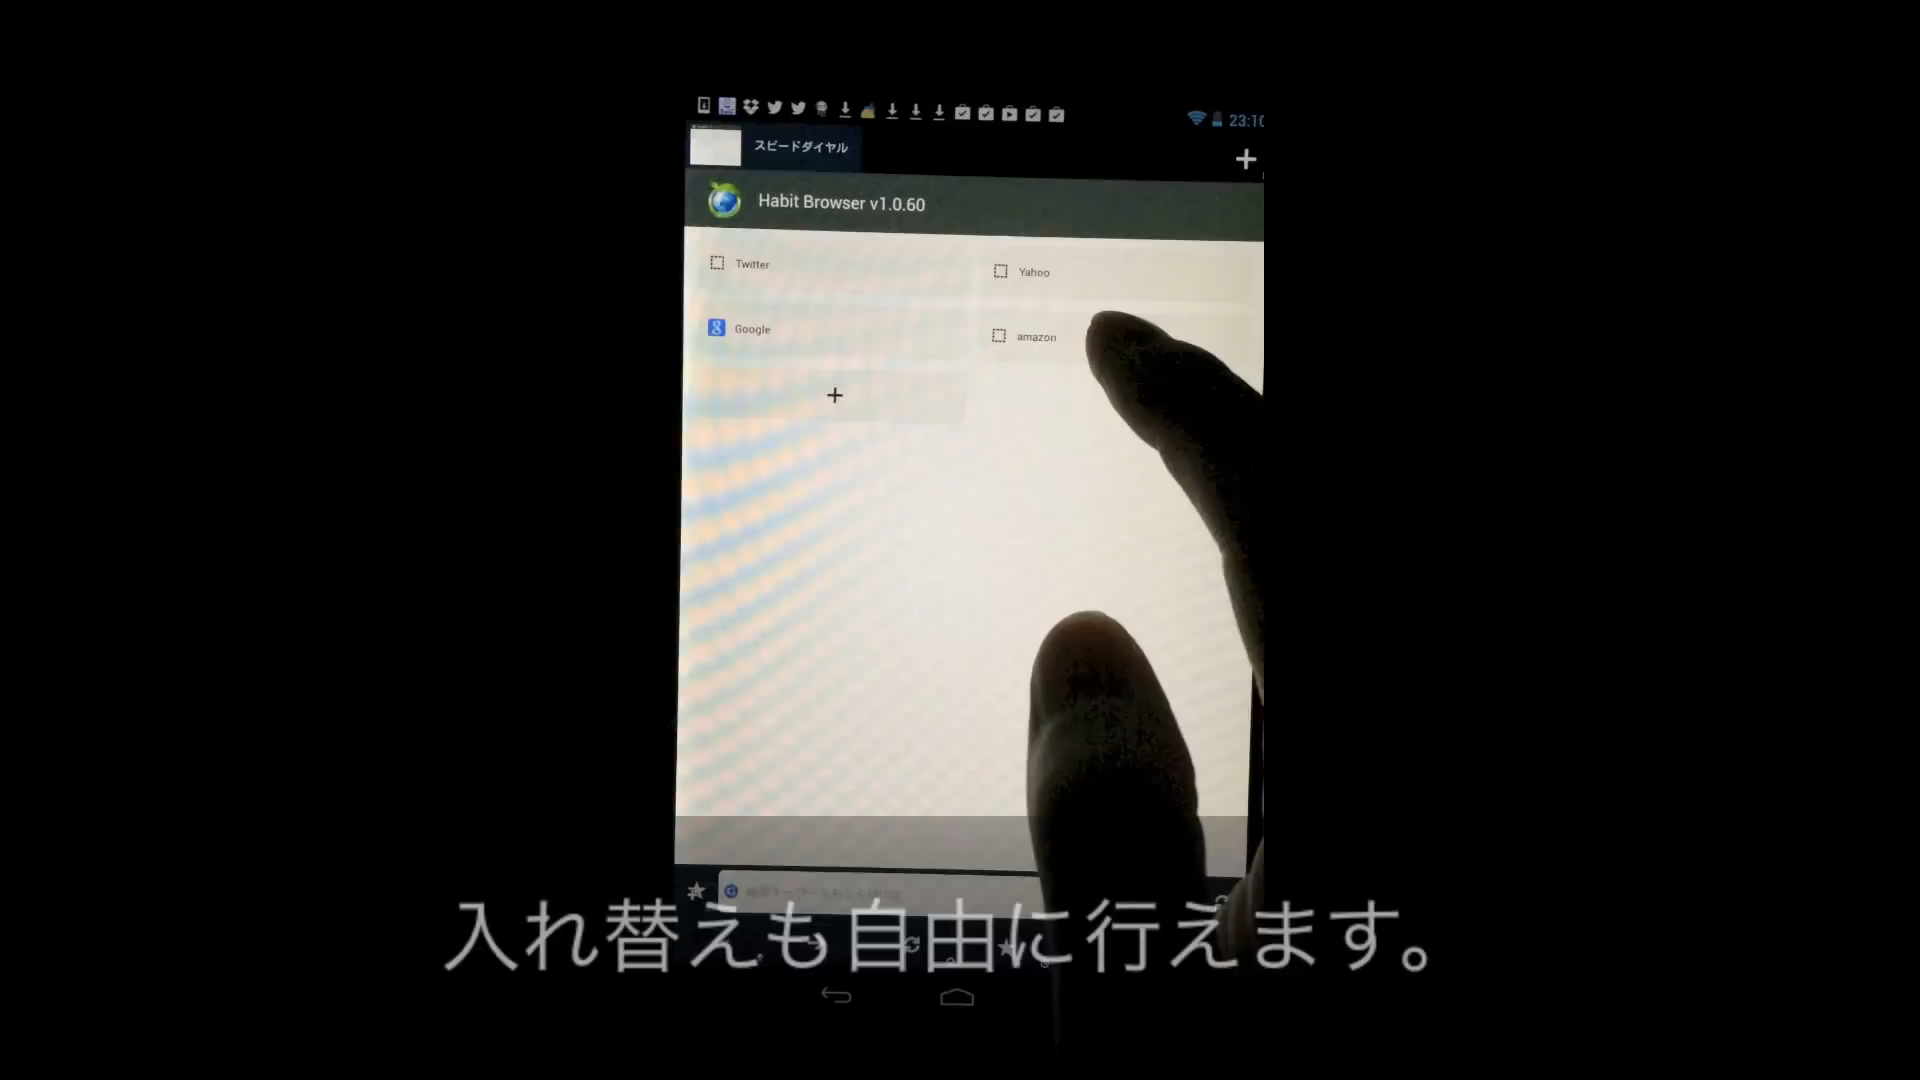 23:10
スピードダイヤル
Habit Browser v1.0.60
Twitter
Yahoo
Google
amazon
入れ替えも自由に行えます。